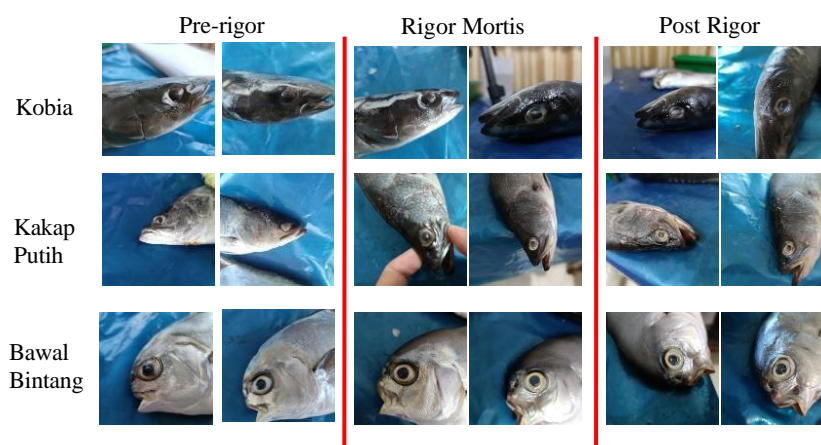 Pre-rigor
Rigor Mortis
Post Rigor
Kobia
Kakap
Putih
Bawal
Bintang